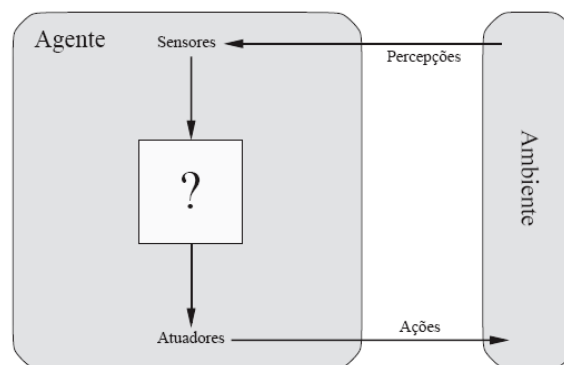 Agente
Sensores
Percepções
?
Ambiente
Atuadores
Ações